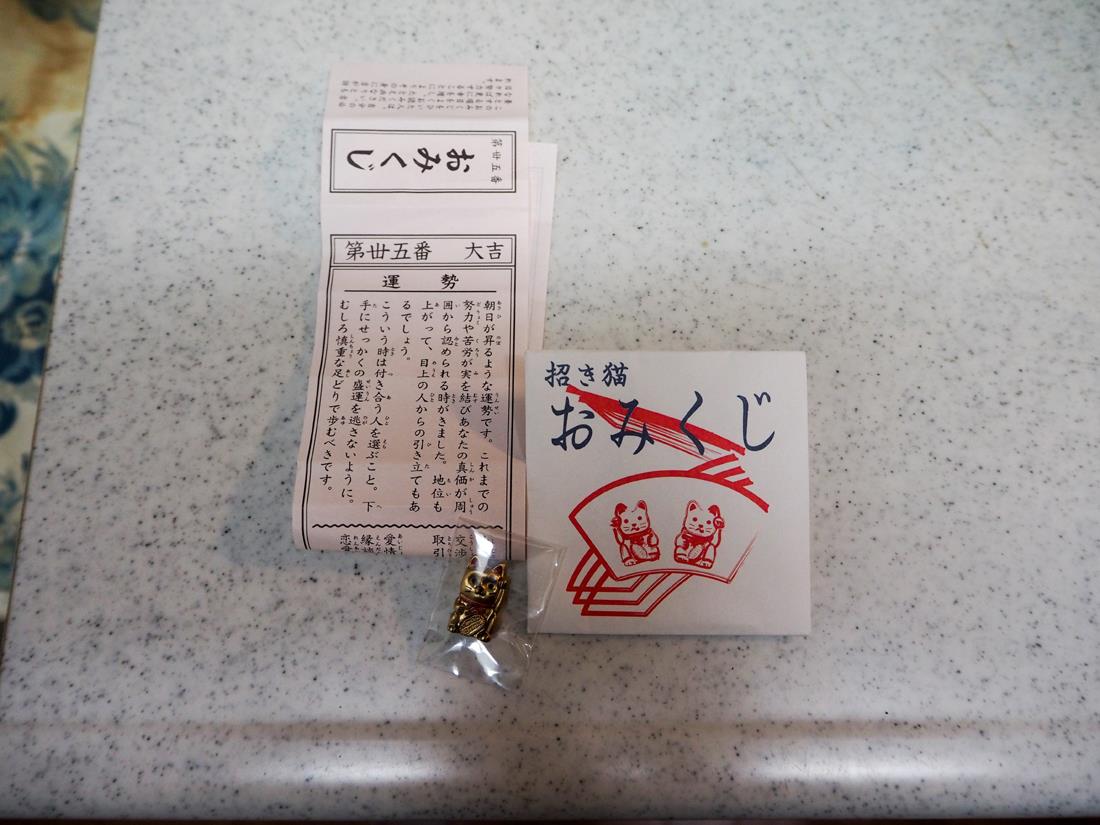 第丗五番
おみくじ
第丗五番 大吉
運勢
朝日が昇るような運勢です。これまでの
努力や苦労が実を結びあなたの真価が周
囲から認められる時がきました。地位も
上がって、目上の人からの引き立てもあ
るでしょう。
こういう時は付き合う人を選ぶこと。下
手にせっかくの盛運を逃さないように。
むしろ慎重な足どりで歩むべきです。
取引
愛情
招き猫
おみくじ